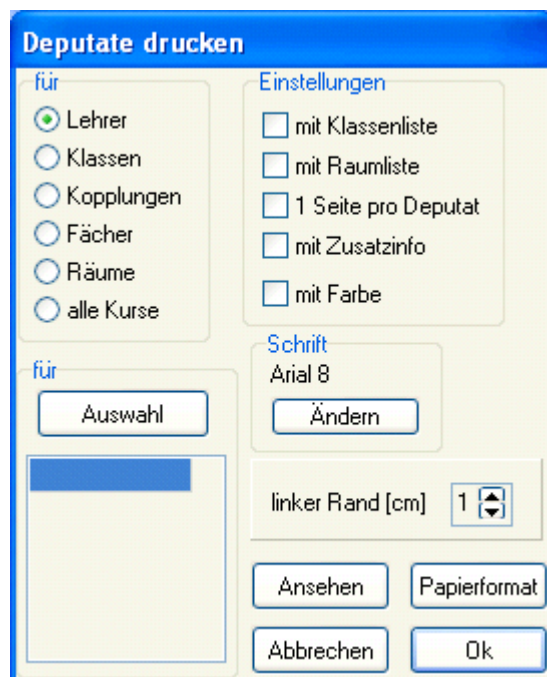 Deputate drucken
für
Lehrer
Klassen
Kopplungen
Fächer
Räume
alle Kurse
Einstellungen
mit Klassenliste
mit Raumliste
1 Seite pro Deputat
mit Zusatzinfo
mit Farbe
Schrift
Arial 8
Ändern
für
Auswahl
linker Rand [cm] 1
Ansehen Papierformat
Abbrechen Ok